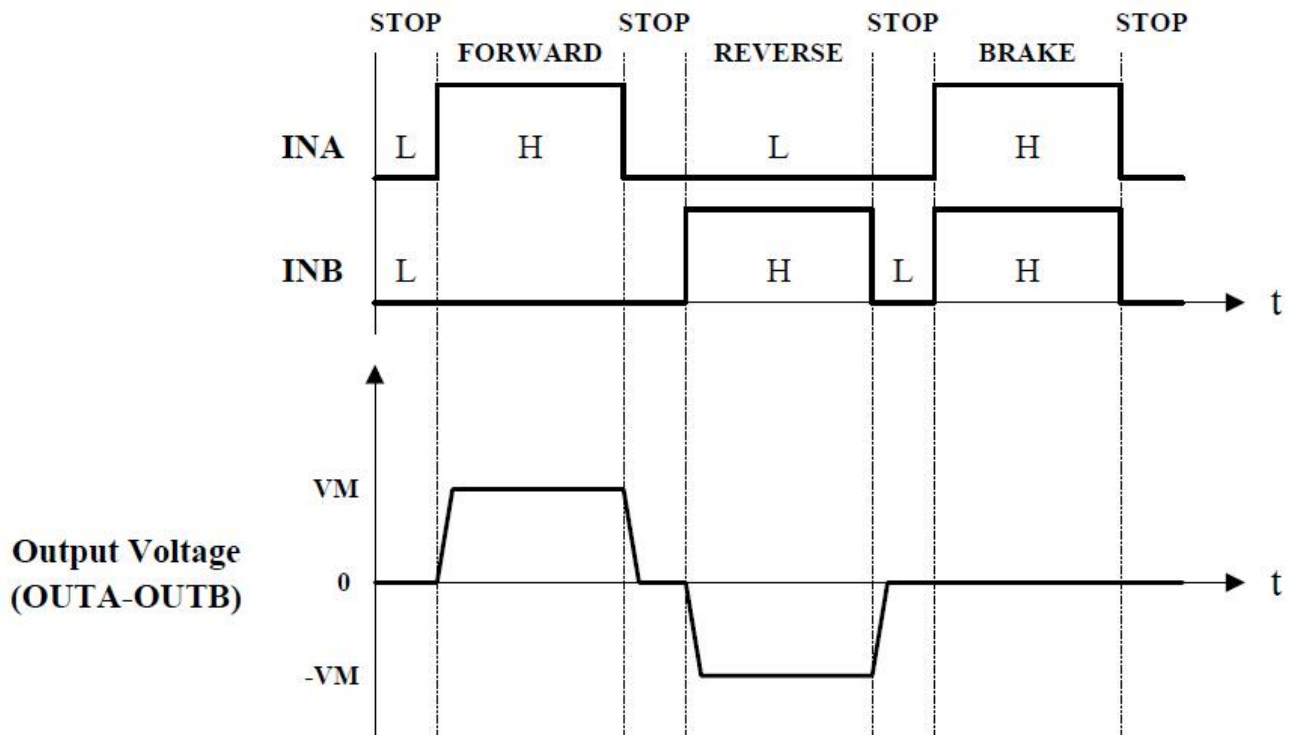 STOP STOP STOP STOP
FORWARD REVERSE BRAKE
INA L H L H
INB L H L H
t
VM
Output Voltage
(OUTA-OUTB)
0 t
-VM